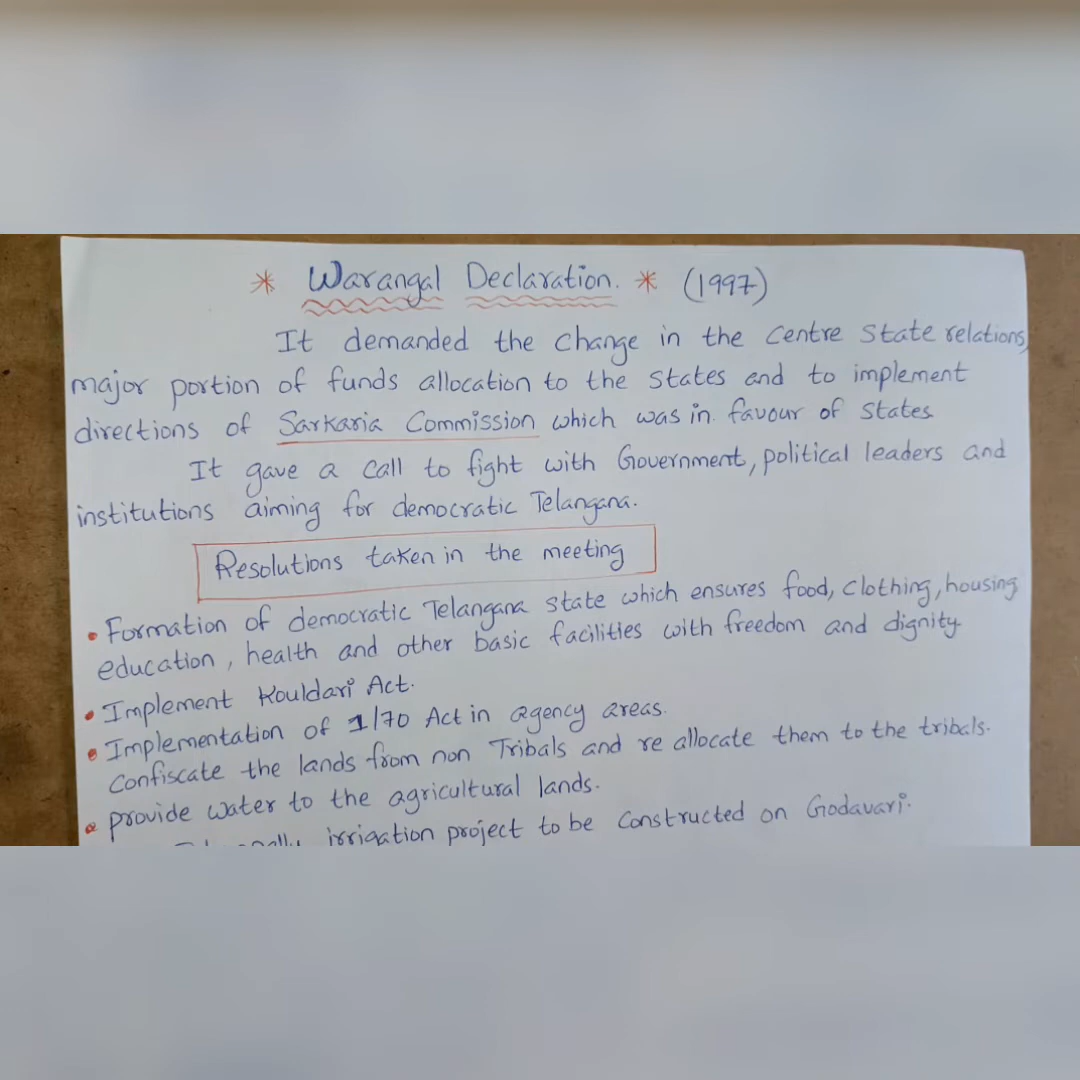 * Warangal Declaration. * (1997)
It demanded the change in the Centre State relations,
major portion of funds allocation to the States and to implement
directions of Sarkaria Commission which was in favour of States
It gave a call to fight with Government, political leaders and
institutions aiming for democratic Telangana.
Resolutions taken in the meeting
• Formation of democratic Telangana state which ensures food, clothing, housing
education, health and other basic facilities with freedom and dignity
• Implement Kouldari Act.
• Implementation of 1/70 Act in agency areas.
Confiscate the lands from non Tribals and re allocate them to the tribals.
• provide water to the agricultural lands.
irrigation project to be constructed on Godavari.